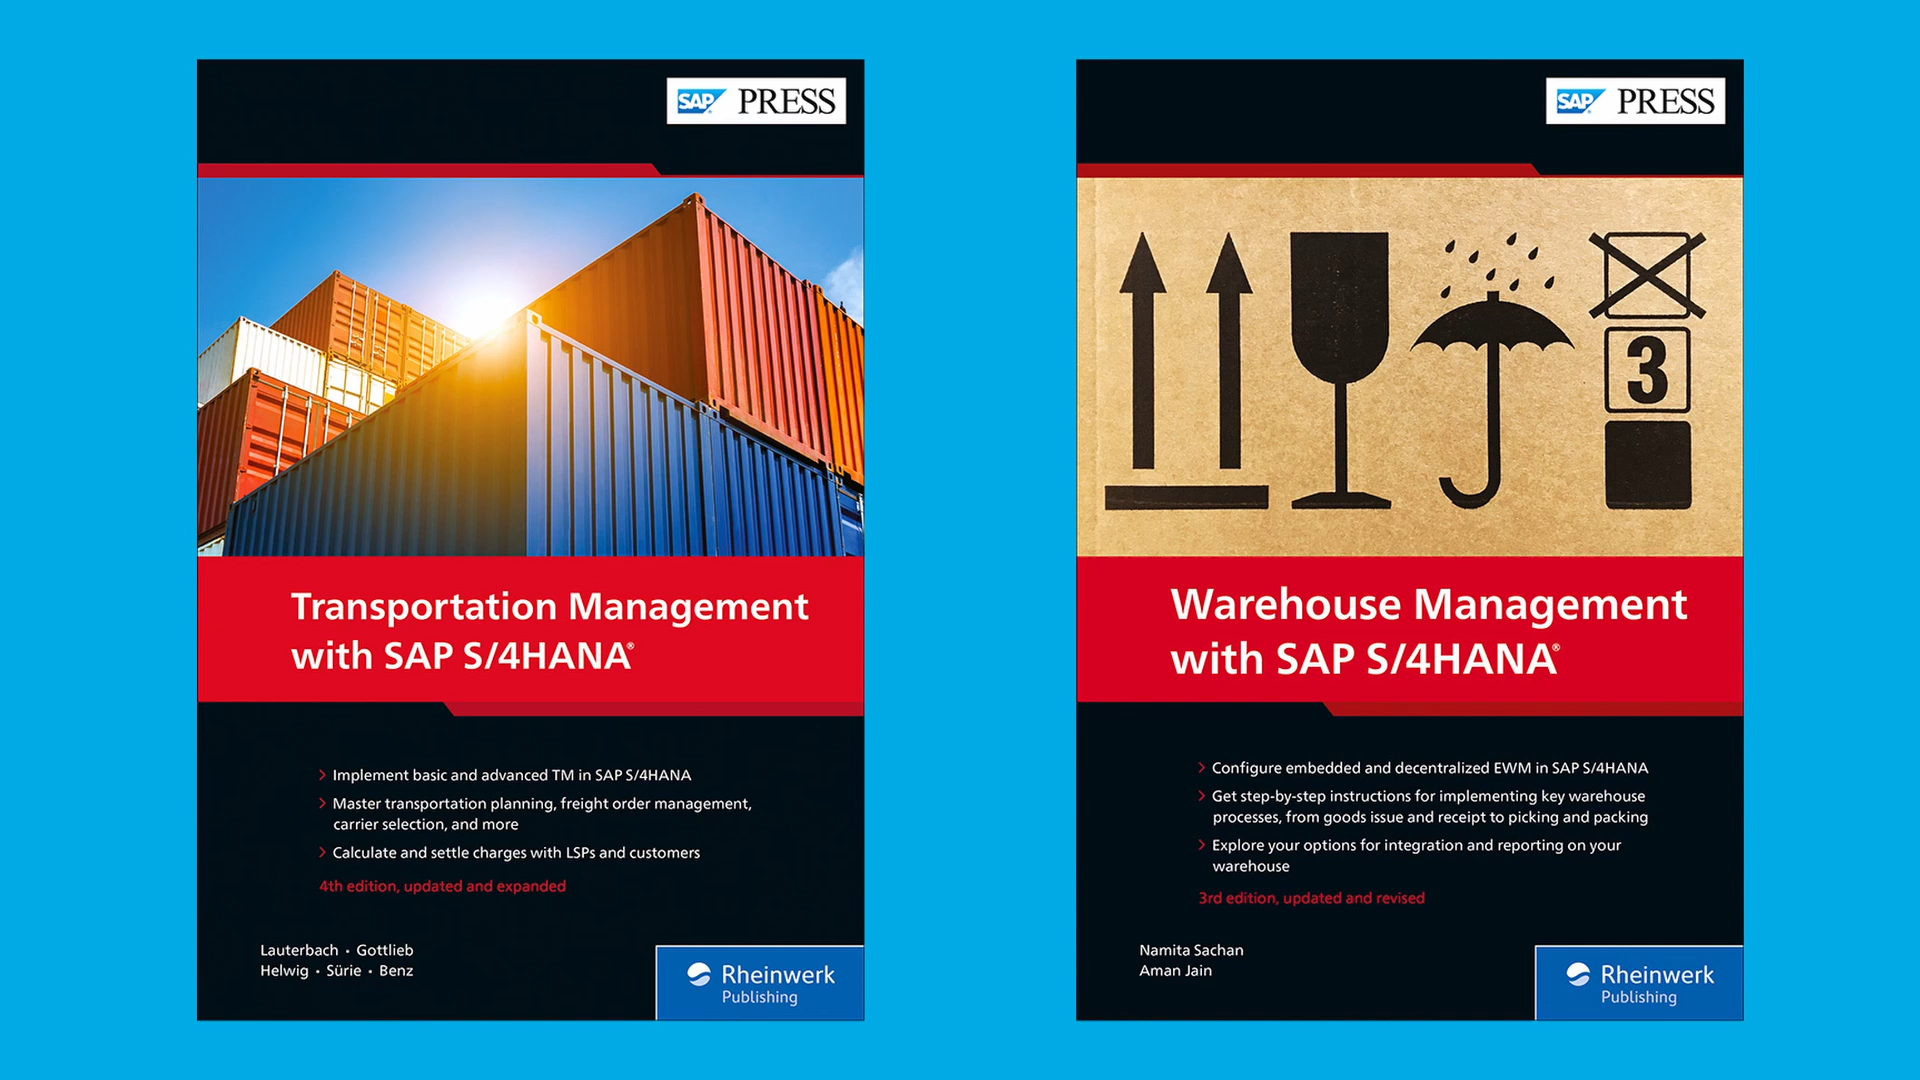 SAP PRESS
Transportation Management
with SAP S/4HANA®
> Implement basic and advanced TM in SAP S/4HANA
> Master transportation planning, freight order management,
carrier selection, and more
> Calculate and settle charges with LSPs and customers
4th edition, updated and expanded
Lauterbach • Gottlieb
Helwig • Sürie • Benz
Rheinwerk
Publishing
SAP PRESS
3
Warehouse Management
with SAP S/4HANA®
> Configure embedded and decentralized EWM in SAP S/4HANA
> Get step-by-step instructions for implementing key warehouse
processes, from goods issue and receipt to picking and packing
> Explore your options for integration and reporting on your
warehouse
3rd edition, updated and revised
Namita Sachan
Aman Jain
Rheinwerk
Publishing